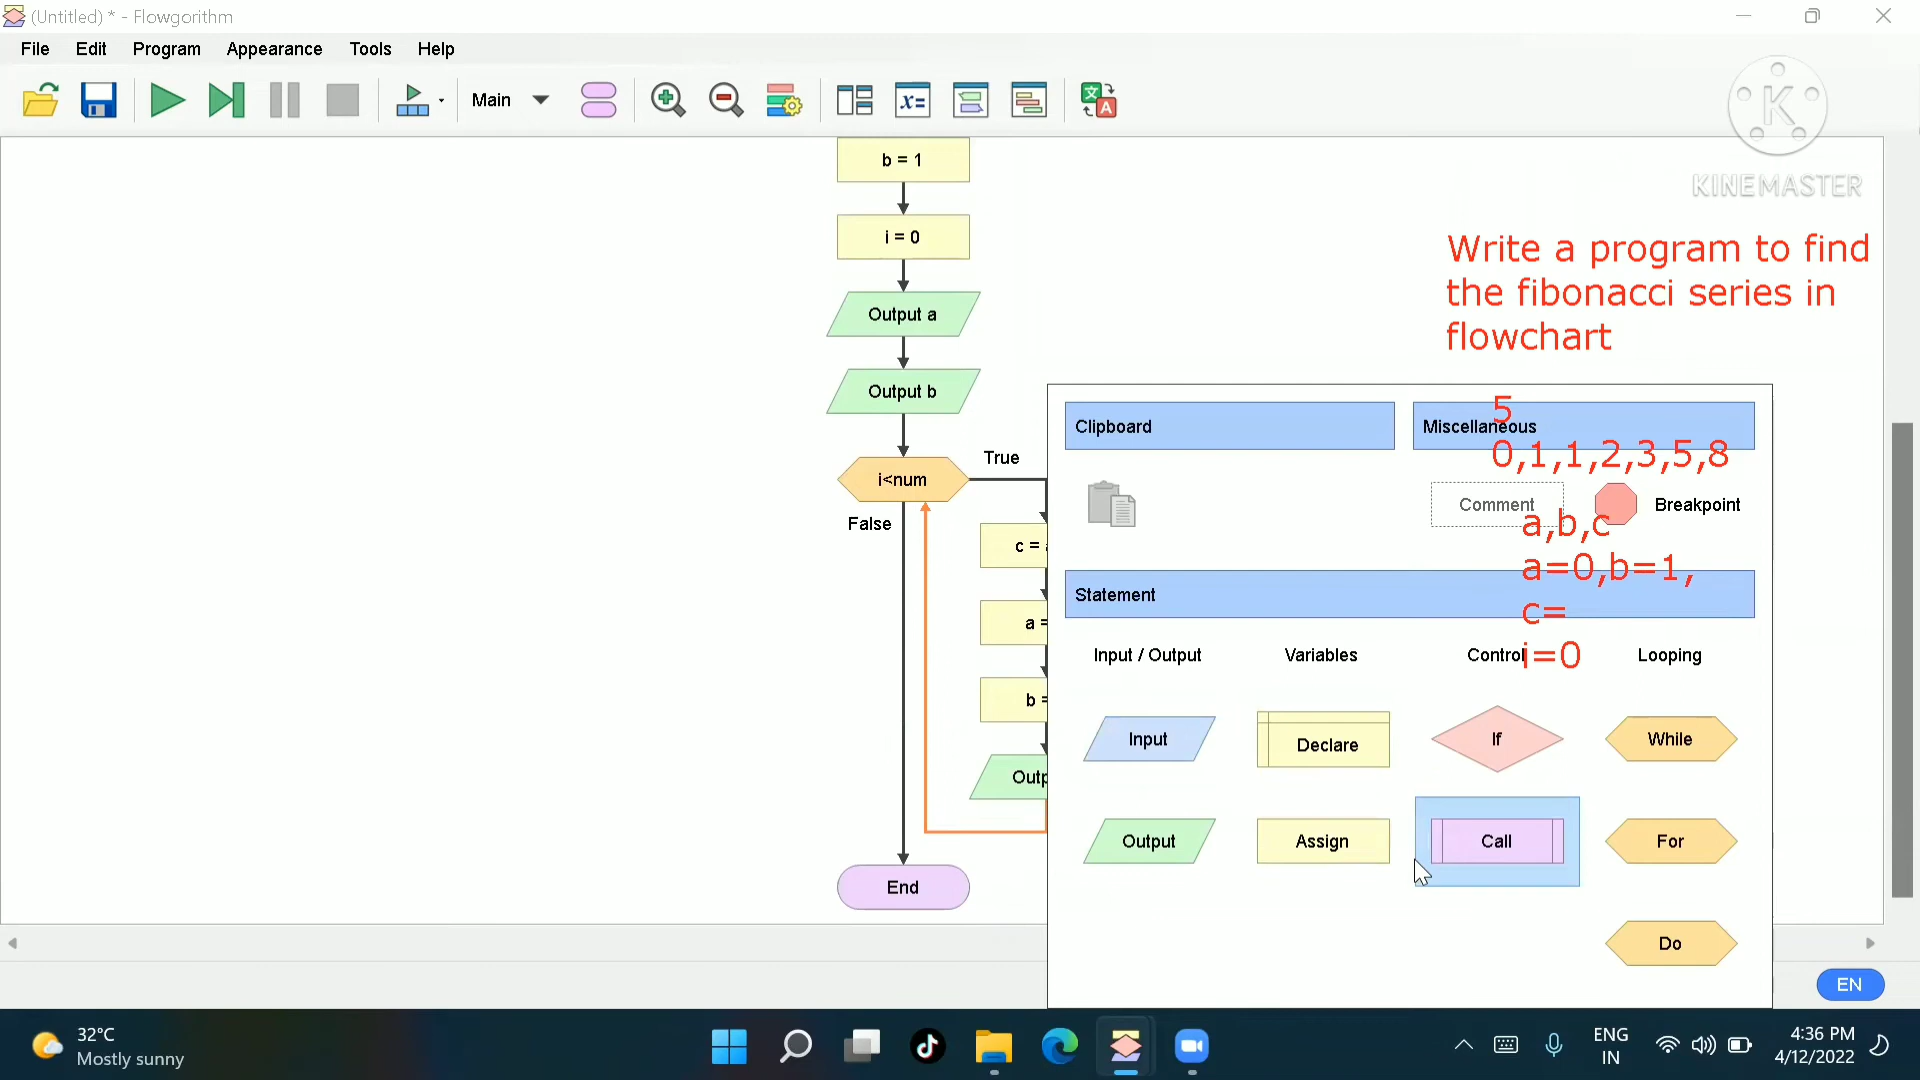 (Untitled) * - Flowgorithm
File Edit Program Appearance Tools Help
Main
x=
文 A
K
KINEMASTER
b = 1
i = 0
Output a
Output b
i<num
True
False
c =
a =
b =
Outp
End
Write a program to find
the fibonacci series in
flowchart
5
0,1,1,2,3,5,8
a,b,c
a=0,b=1,
c=
i=0
Clipboard
Miscellaneous
Comment
Breakpoint
Statement
Input / Output Variables Control Looping
Input Declare If While
Output Assign Call For
Do
EN
32°C
Mostly sunny
ENG
IN
4:36 PM
4/12/2022